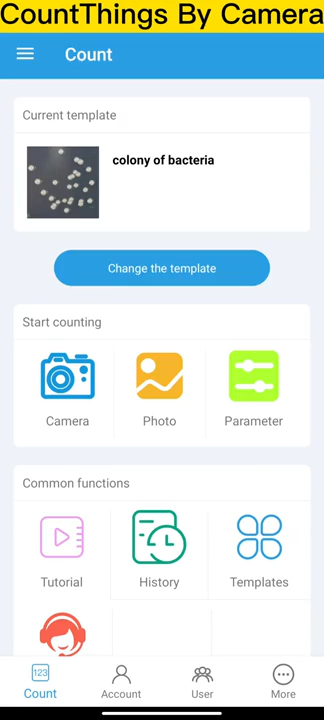 CountThings By Camera
Count
Current template
colony of bacteria
Change the template
Start counting
Camera
Photo
Parameter
Common functions
Tutorial
History
Templates
123
Count
Account
User
More